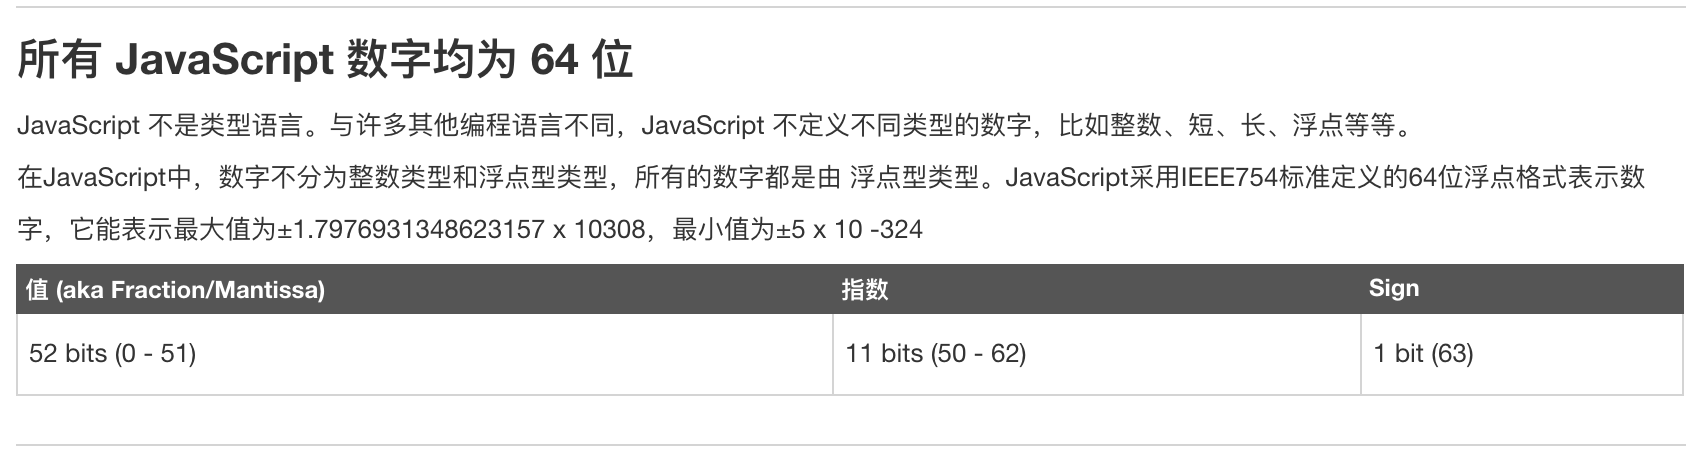 所有 JavaScript 数字均为 64 位
JavaScript 不是类型语言。与许多其他编程语言不同，JavaScript 不定义不同类型的数字，比如整数、短、长、浮点等等。
在JavaScript中，数字不分为整数类型和浮点型类型，所有的数字都是由 浮点型类型。JavaScript采用IEEE754标准定义的64位浮点格式表示数
字，它能表示最大值为±1.7976931348623157 x 10308，最小值为±5 x 10 -324
值 (aka Fraction/Mantissa) 指数 Sign
52 bits (0 - 51) 11 bits (50 - 62) 1 bit (63)